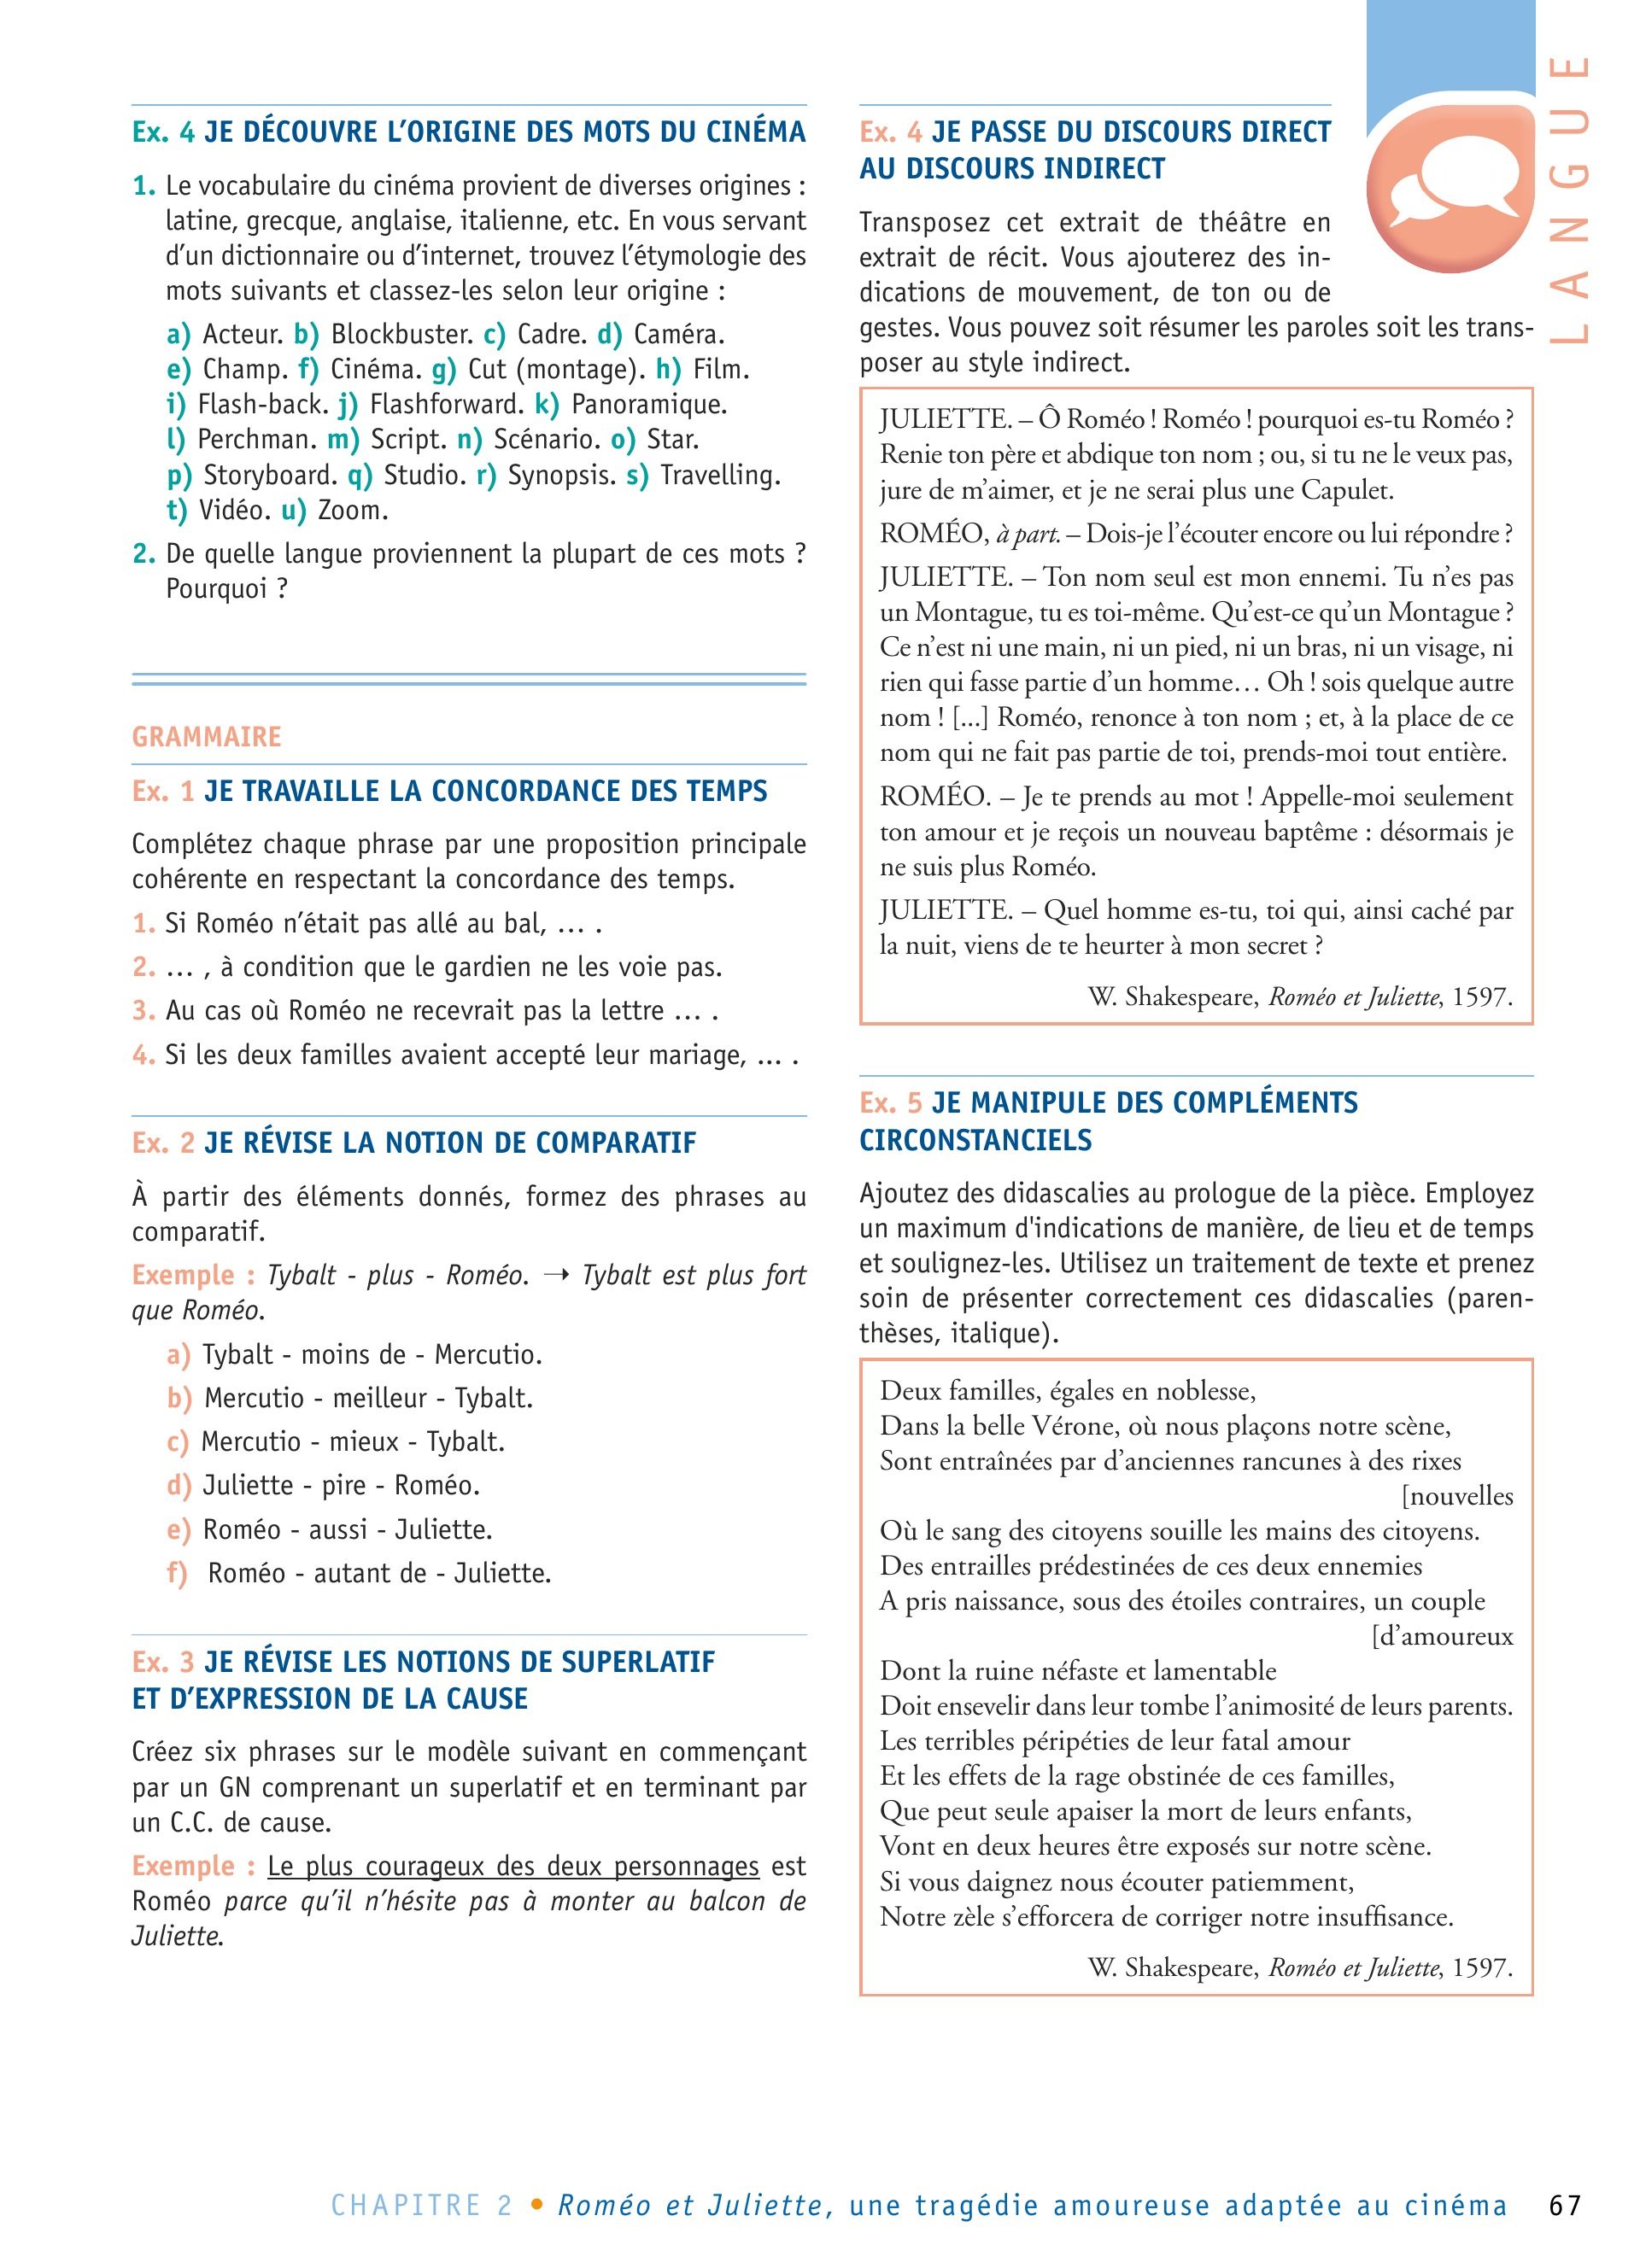 Ex. 4 JE DÉCOUVRE L’ORIGINE DES MOTS DU CINÉMA
1. Le vocabulaire du cinéma provient de diverses origines :
latine, grecque, anglaise, italienne, etc. En vous servant
d’un dictionnaire ou d’internet, trouvez l’étymologie des
mots suivants et classez-les selon leur origine :
a) Acteur. b) Blockbuster. c) Cadre. d) Caméra.
e) Champ. f) Cinéma. g) Cut (montage). h) Film.
i) Flash-back. j) Flashforward. k) Panoramique.
l) Perchman. m) Script. n) Scénario. o) Star.
p) Storyboard. q) Studio. r) Synopsis. s) Travelling.
t) Vidéo. u) Zoom.
2. De quelle langue proviennent la plupart de ces mots ?
Pourquoi ?
GRAMMAIRE
Ex. 1 JE TRAVAILLE LA CONCORDANCE DES TEMPS
Complétez chaque phrase par une proposition principale
cohérente en respectant la concordance des temps.
1. Si Roméo n’était pas allé au bal, ... .
2. ... , à condition que le gardien ne les voie pas.
3. Au cas où Roméo ne recevrait pas la lettre ... .
4. Si les deux familles avaient accepté leur mariage, ... .
Ex. 2 JE RÉVISE LA NOTION DE COMPARATIF
À partir des éléments donnés, formez des phrases au
comparatif.
Exemple : Tybalt - plus - Roméo. → Tybalt est plus fort
que Roméo.
a) Tybalt - moins de - Mercutio.
b) Mercutio - meilleur - Tybalt.
c) Mercutio - mieux - Tybalt.
d) Juliette - pire - Roméo.
e) Roméo - aussi - Juliette.
f) Roméo - autant de - Juliette.
Ex. 3 JE RÉVISE LES NOTIONS DE SUPERLATIF
ET D’EXPRESSION DE LA CAUSE
Créez six phrases sur le modèle suivant en commençant
par un GN comprenant un superlatif et en terminant par
un C.C. de cause.
Exemple : Le plus courageux des deux personnages est
Roméo parce qu’il n’hésite pas à monter au balcon de
Juliette.
Ex. 4 JE PASSE DU DISCOURS DIRECT
AU DISCOURS INDIRECT
Transposez cet extrait de théâtre en
extrait de récit. Vous ajouterez des in-
dications de mouvement, de ton ou de
gestes. Vous pouvez soit résumer les paroles soit les trans-
poser au style indirect.
JULIETTE. – Ô Roméo ! Roméo ! pourquoi es-tu Roméo ?
Renie ton père et abdique ton nom ; ou, si tu ne le veux pas,
jure de m’aimer, et je ne serai plus une Capulet.
ROMÉO, à part. – Dois-je l’écouter encore ou lui répondre ?
JULIETTE. – Ton nom seul est mon ennemi. Tu n’es pas
un Montague, tu es toi-même. Qu’est-ce qu’un Montague ?
Ce n’est ni une main, ni un pied, ni un bras, ni un visage, ni
rien qui fasse partie d’un homme… Oh ! sois quelque autre
nom ! [...] Roméo, renonce à ton nom ; et, à la place de ce
nom qui ne fait pas partie de toi, prends-moi tout entière.
ROMÉO. – Je te prends au mot ! Appelle-moi seulement
ton amour et je reçois un nouveau baptême : désormais je
ne suis plus Roméo.
JULIETTE. – Quel homme es-tu, toi qui, ainsi caché par
la nuit, viens de te heurter à mon secret ?
W. Shakespeare, Roméo et Juliette, 1597.
Ex. 5 JE MANIPULE DES COMPLÉMENTS
CIRCONSTANCIELS
Ajoutez des didascalies au prologue de la pièce. Employez
un maximum d'indications de manière, de lieu et de temps
et soulignez-les. Utilisez un traitement de texte et prenez
soin de présenter correctement ces didascalies (paren-
thèses, italique).
Deux familles, égales en noblesse,
Dans la belle Vérone, où nous plaçons notre scène,
Sont entraînées par d’anciennes rancunes à des rixes
[nouvelles
Où le sang des citoyens souille les mains des citoyens.
Des entrailles prédestinées de ces deux ennemies
A pris naissance, sous des étoiles contraires, un couple
[d’amoureux
Dont la ruine néfaste et lamentable
Doit ensevelir dans leur tombe l’animosité de leurs parents.
Les terribles péripéties de leur fatal amour
Et les effets de la rage obstinée de ces familles,
Que peut seule apaiser la mort de leurs enfants,
Vont en deux heures être exposés sur notre scène.
Si vous daignez nous écouter patiemment,
Notre zèle s’efforcera de corriger notre insuffisance.
W. Shakespeare, Roméo et Juliette, 1597.
LANGUE
CHAPITRE 2 • Roméo et Juliette, une tragédie amoureuse adaptée au cinéma 67